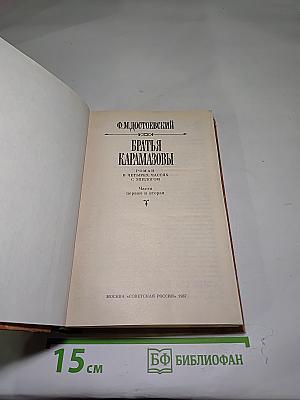 Ф.М.ДОСТОЕВСКИЙ
БРАТЬЯ
КАРАМАЗОВЫ
РОМАН
В ЧЕТЫРЕХ ЧАСТЯХ
С ЭПИЛОГОМ
Части
первая и вторая
МОСКВА «СОВЕТСКАЯ РОССИЯ» 1987
15 см
БФ БИБЛИОФАН